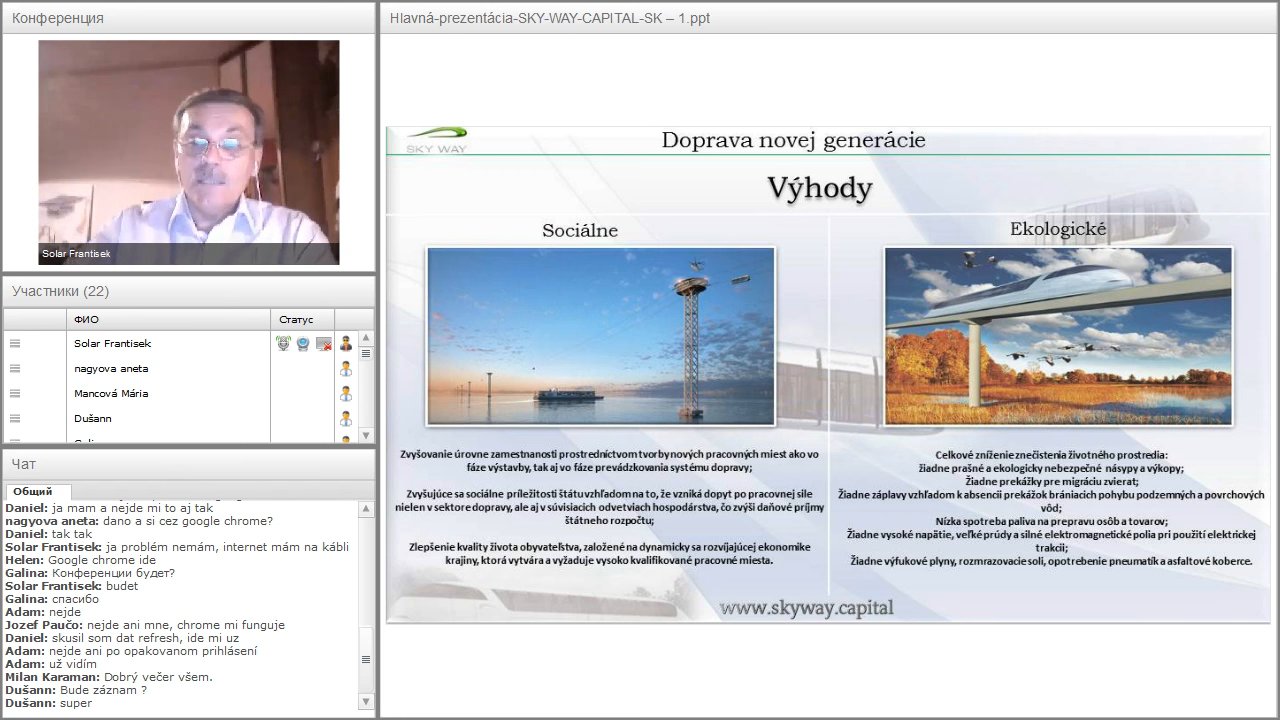 Конференция
Solar Frantisek
Участники (22)
ФИО
Статус
Solar Frantisek
nagyova aneta
Mancová Mária
Dušann
Чат
Общий
Daniel: ja mam a nejde mi to aj tak
nagyova aneta: dano a si cez google chrome?
Daniel: tak tak
Solar Frantisek: ja problém nemám, internet mám na kábli
Helen: Google chrome ide
Galina: Конференции будет?
Solar Frantisek: budet
Galina: спасибо
Adam: nejde
Jozef Paučo: nejde ani mne, chrome mi funguje
Daniel: skusil som dat refresh, ide mi uz
Adam: nejde ani po opakovanom prihlásení
Adam: už vidím
Milan Karaman: Dobrý večer všem.
Dušann: Bude záznam ?
Dušann: super
Hlavná-prezentácia-SKY-WAY-CAPITAL-SK – 1.ppt
SKY WAY
Doprava novej generácie
Výhody
Sociálne
Zvyšovanie úrovne zamestnanosti prostredníctvom tvorby nových pracovných miest ako vo
fáze výstavby, tak aj vo fáze prevádzkovania systému dopravy;
Zvyšujúce sa sociálne príležitosti štátu vzhľadom na to, že vzniká dopyt po pracovnej sile
nielen v sektore dopravy, ale aj v súvisiacich odvetviach hospodárstva, čo zvýši daňové príjmy
štátneho rozpočtu;
Zlepšenie kvality života obyvateľstva, založené na dynamicky sa rozvíjajúcej ekonomike
krajiny, ktorá vytvára a vyžaduje vysoko kvalifikované pracovné miesta.
Ekologické
Celkové zníženie znečistenia životného prostredia:
žiadne prašné a ekologicky nebezpečné násypy a výkopy;
Žiadne prekážky pre migráciu zvierat;
Žiadne záplavy vzhľadom k absencii prekážok brániacich pohybu podzemných a povrchových
vôd;
Nízka spotreba paliva na prepravu osôb a tovarov;
Žiadne vysoké napätie, veľké prúdy a silné elektromagnetické polia pri použití elektrickej
trakcii;
Žiadne výfukové plyny, rozmrazovacie soli, opotrebenie pneumatík a asfaltové koberce.
www.skyway.capital